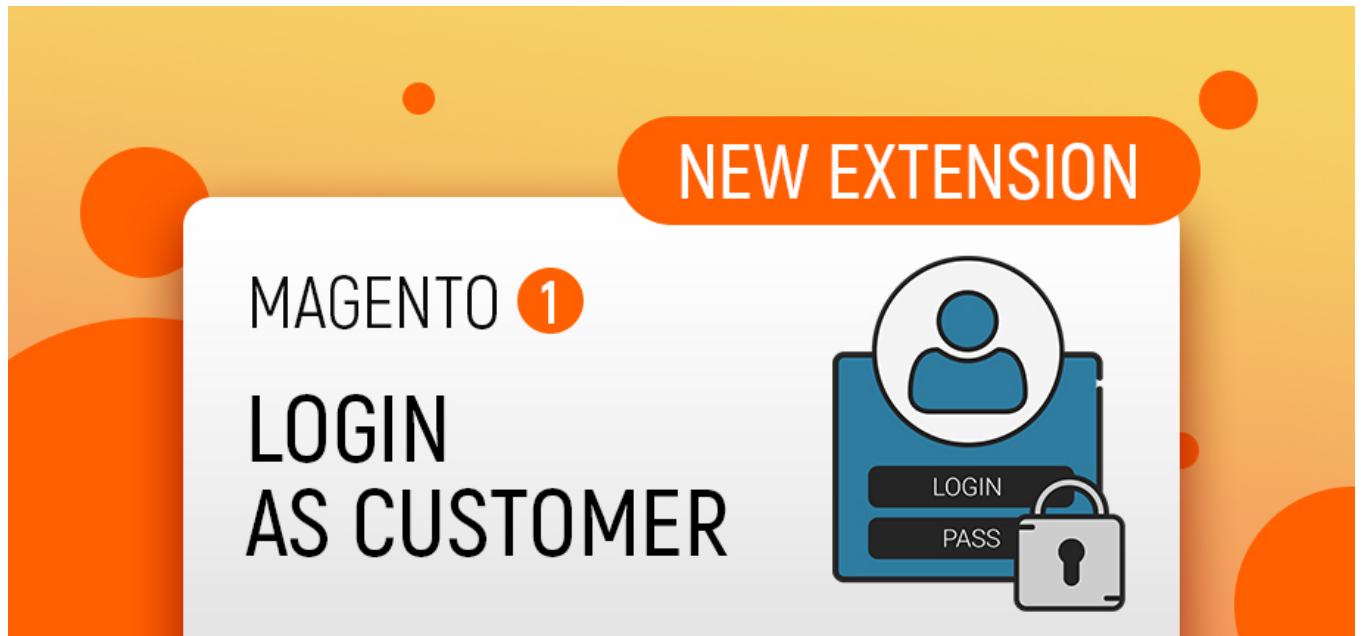 NEW EXTENSION
MAGENTO 1
LOGIN
AS CUSTOMER
LOGIN
PASS